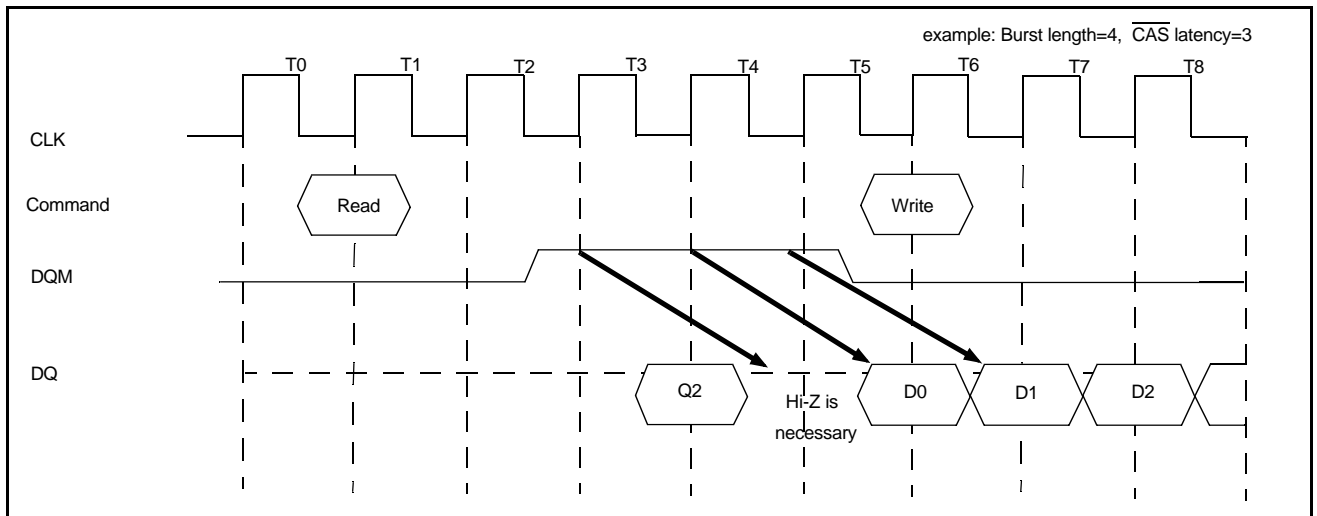 example: Burst length=4, CAS latency=3
T0 T1 T2 T3 T4 T5 T6 T7 T8
CLK
Command Read Write
DQM
DQ Q2 Hi-Z is necessary D0 D1 D2